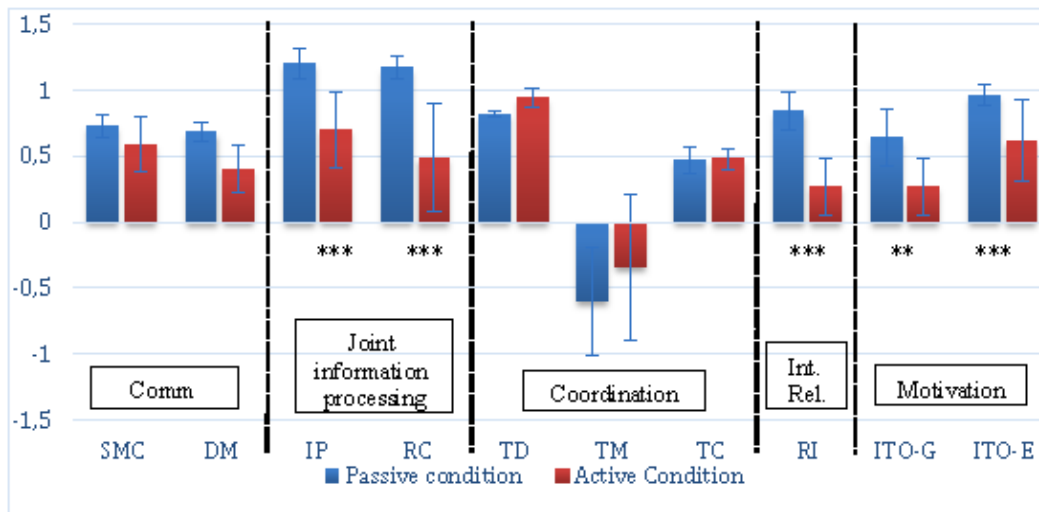 1,5
1
0,5
0
-0,5
-1
-1,5
*** *** *** ** ***
Comm
Joint
information
processing
Coordination
Int.
Rel.
Motivation
SMC DM IP RC TD TM TC RI ITO-G ITO-E
Passive condition Active Condition